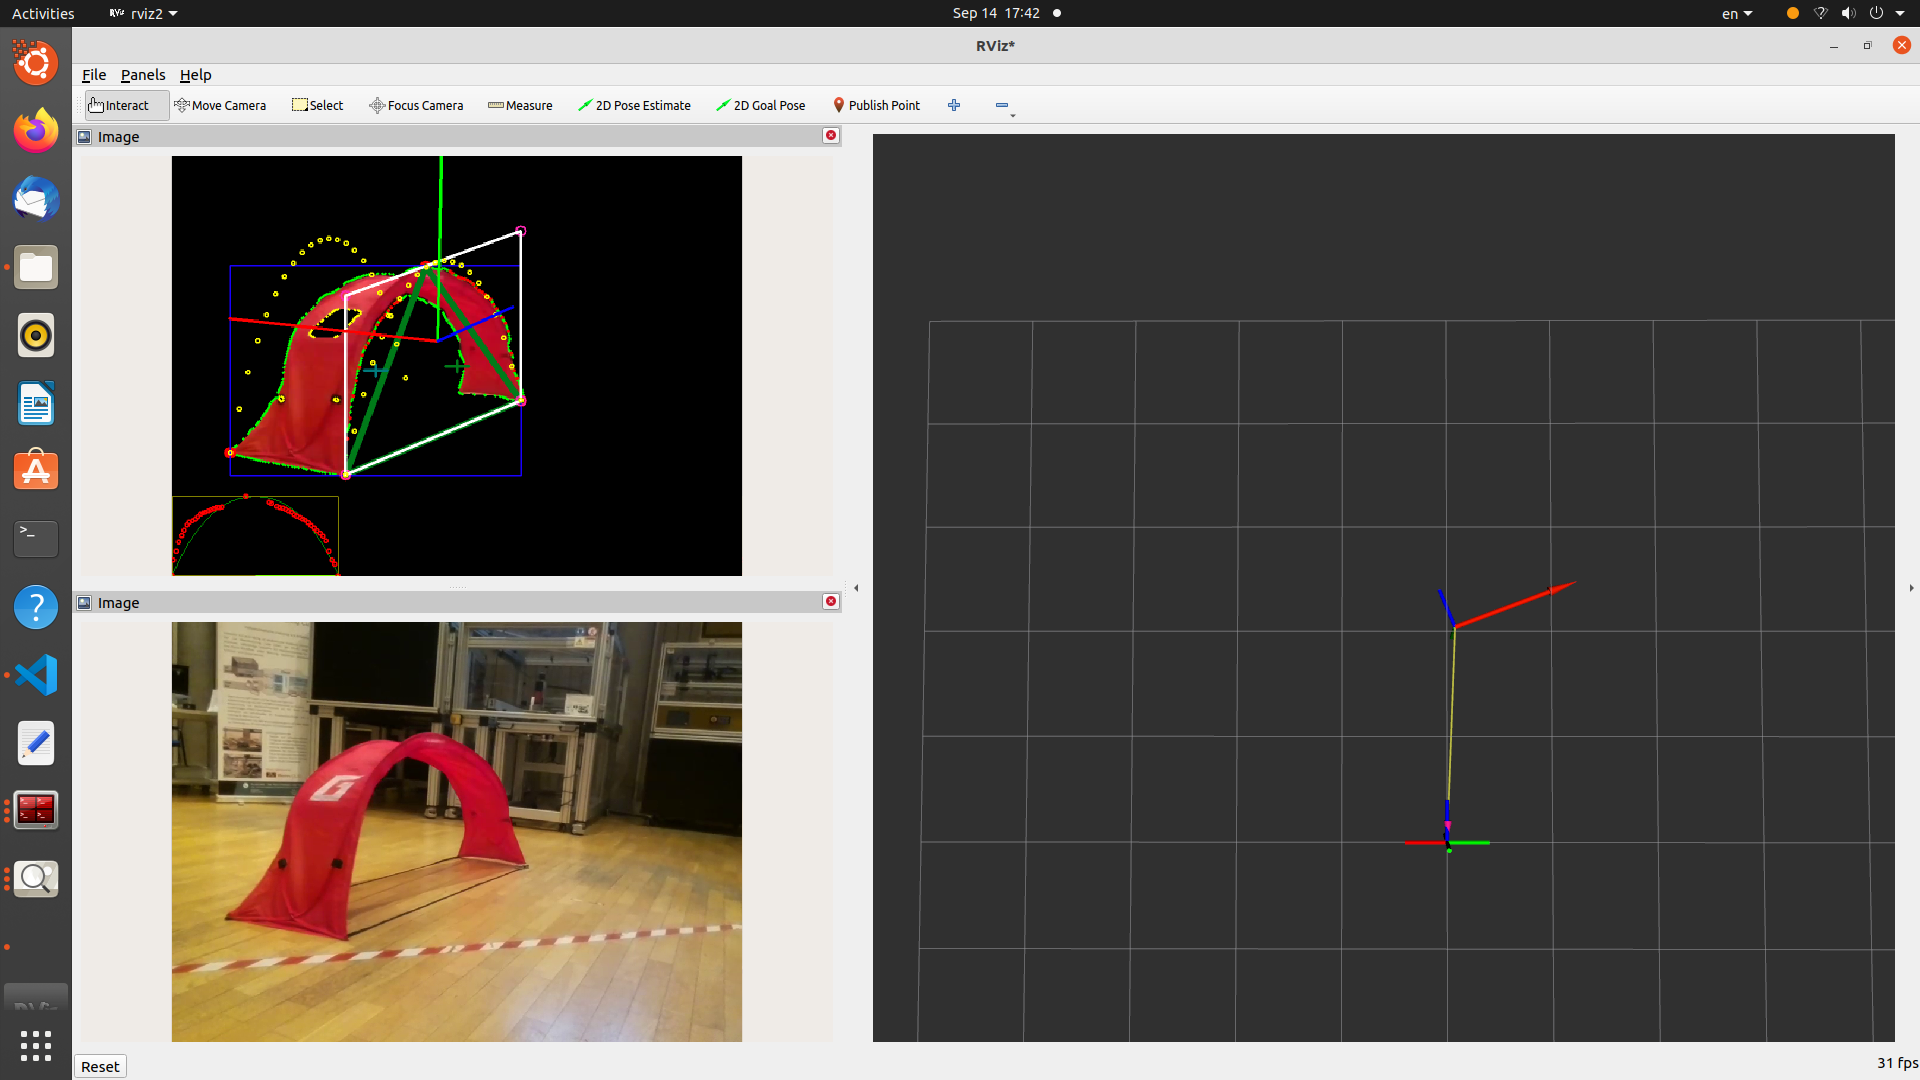 Activities
RViz rviz2
Sep 14 17:42
en
RViz*
File Panels Help
Interact
Move Camera
Select
Focus Camera
Measure
2D Pose Estimate
2D Goal Pose
Publish Point
Image
Image
G
Reset
31 fps